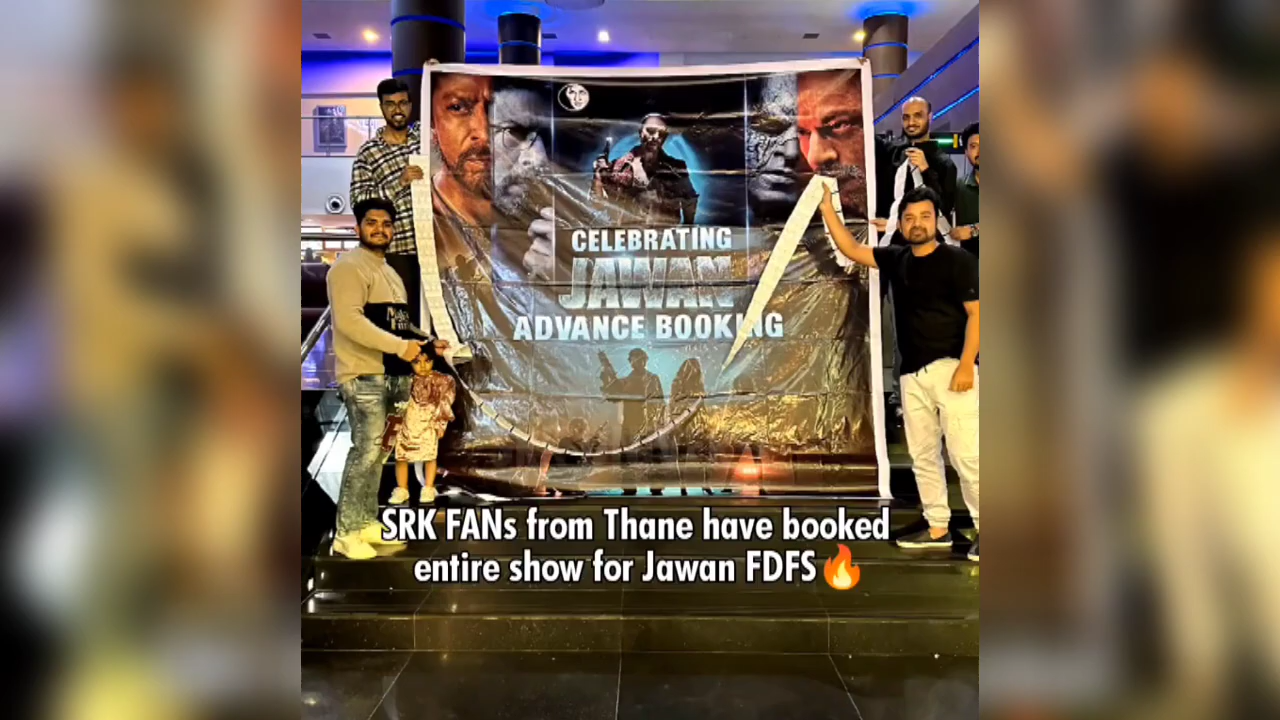 CELEBRATING
JAWAN
ADVANCE BOOKING
SRK FANs from Thane have booked
entire show for Jawan FDFS🔥